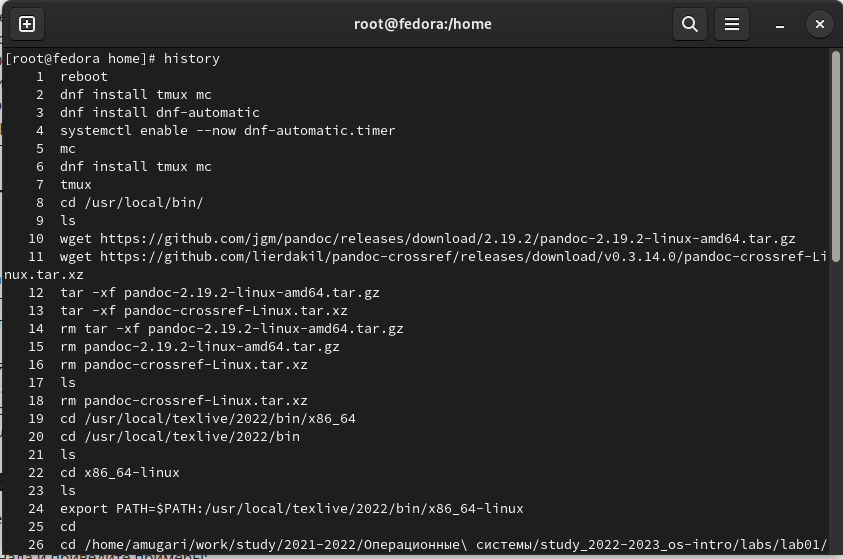 root@fedora:/home
[root@fedora home]# history
1 reboot
2 dnf install tmux mc
3 dnf install dnf-automatic
4 systemctl enable --now dnf-automatic.timer
5 mc
6 dnf install tmux mc
7 tmux
8 cd /usr/local/bin/
9 ls
10 wget https://github.com/jgm/pandoc/releases/download/2.19.2/pandoc-2.19.2-linux-amd64.tar.gz
11 wget https://github.com/lierdakil/pandoc-crossref/releases/download/v0.3.14.0/pandoc-crossref-Li
nux.tar.xz
12 tar -xf pandoc-2.19.2-linux-amd64.tar.gz
13 tar -xf pandoc-crossref-Linux.tar.xz
14 rm tar -xf pandoc-2.19.2-linux-amd64.tar.gz
15 rm pandoc-2.19.2-linux-amd64.tar.gz
16 rm pandoc-crossref-Linux.tar.xz
17 ls
18 rm pandoc-crossref-Linux.tar.xz
19 cd /usr/local/texlive/2022/bin/x86_64
20 cd /usr/local/texlive/2022/bin
21 ls
22 cd x86_64-linux
23 ls
24 export PATH=$PATH:/usr/local/texlive/2022/bin/x86_64-linux
25 cd
26 cd /home/amugari/work/study/2021-2022/Операционные\ системы/study_2022-2023_os-intro/labs/lab01/